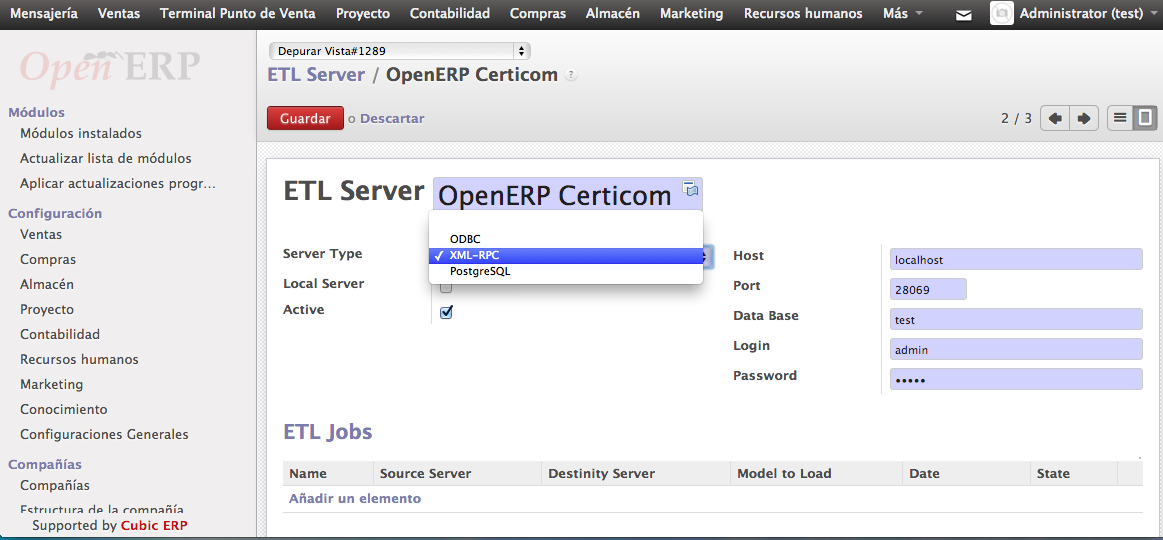 Mensajería Ventas Terminal Punto de Venta Proyecto Contabilidad Compras Almacén Marketing Recursos humanos Más Administrator (test)
Open ERP
Módulos
Módulos instalados
Actualizar lista de módulos
Aplicar actualizaciones progr...
Configuración
Ventas
Compras
Almacén
Proyecto
Contabilidad
Recursos humanos
Marketing
Conocimiento
Configuraciones Generales
Compañías
Compañías
Estructura de la compañía
Supported by Cubic ERP
Depurar Vista#1289
ETL Server / OpenERP Certicom ?
Guardar o Descartar
2 / 3
ETL Server OpenERP Certicom
Server Type
ODBC
✓ XML-RPC
PostgreSQL
Local Server
Active
Host localhost
Port 28069
Data Base test
Login admin
Password •••••
ETL Jobs
Name Source Server Destinity Server Model to Load Date State
Añadir un elemento